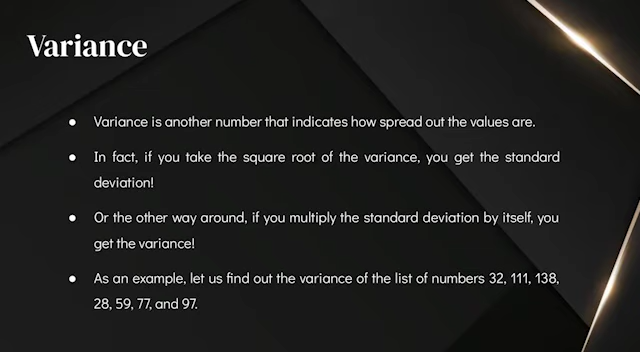 Variance
● Variance is another number that indicates how spread out the values are.
● In fact, if you take the square root of the variance, you get the standard
deviation!
● Or the other way around, if you multiply the standard deviation by itself, you
get the variance!
● As an example, let us find out the variance of the list of numbers 32, 111, 138,
28, 59, 77, and 97.